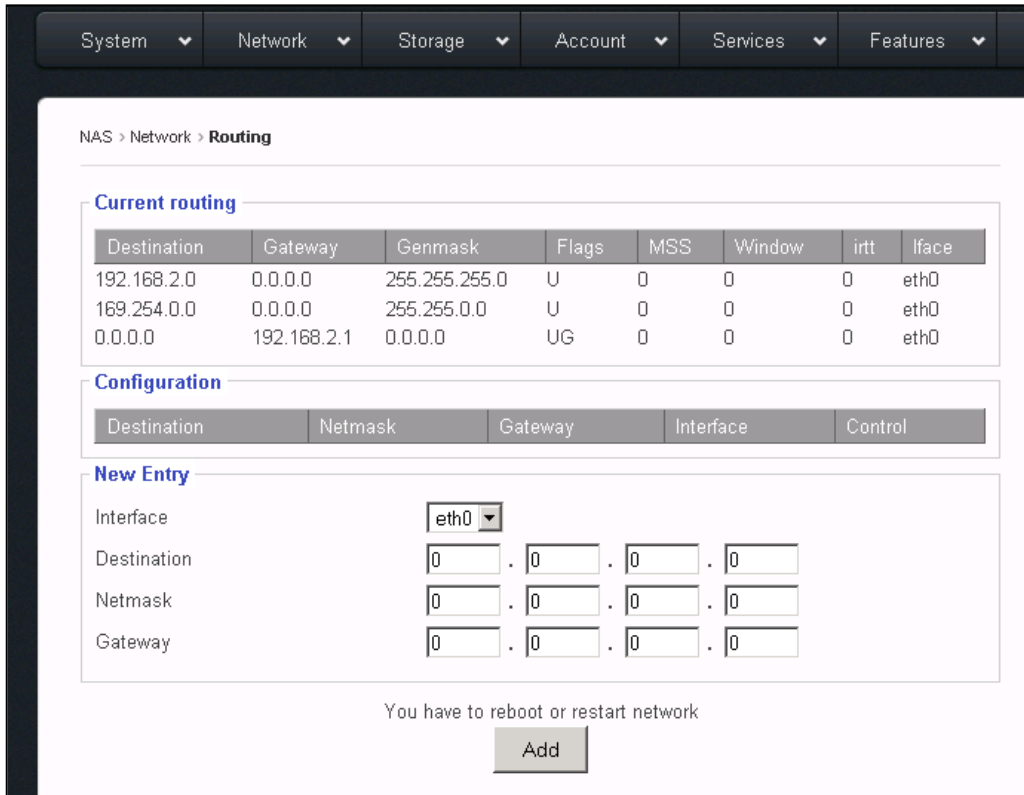 System Network Storage Account Services Features
NAS › Network › Routing
Current routing
Destination Gateway Genmask Flags MSS Window irtt Iface
192.168.2.0 0.0.0.0 255.255.255.0 U 0 0 0 eth0
169.254.0.0 0.0.0.0 255.255.0.0 U 0 0 0 eth0
0.0.0.0 192.168.2.1 0.0.0.0 UG 0 0 0 eth0
Configuration
Destination Netmask Gateway Interface Control
New Entry
Interface eth0
Destination 0 . 0 . 0 . 0
Netmask 0 . 0 . 0 . 0
Gateway 0 . 0 . 0 . 0
You have to reboot or restart network
Add